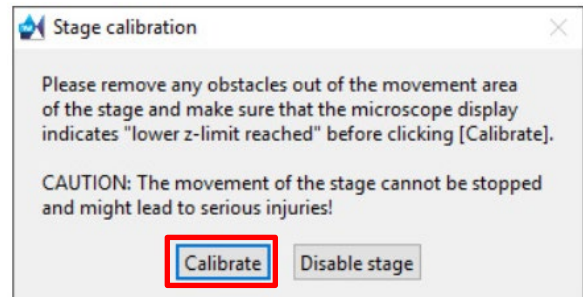 Stage calibration
Please remove any obstacles out of the movement area
of the stage and make sure that the microscope display
indicates "lower z-limit reached" before clicking [Calibrate].
CAUTION: The movement of the stage cannot be stopped
and might lead to serious injuries!
Calibrate Disable stage